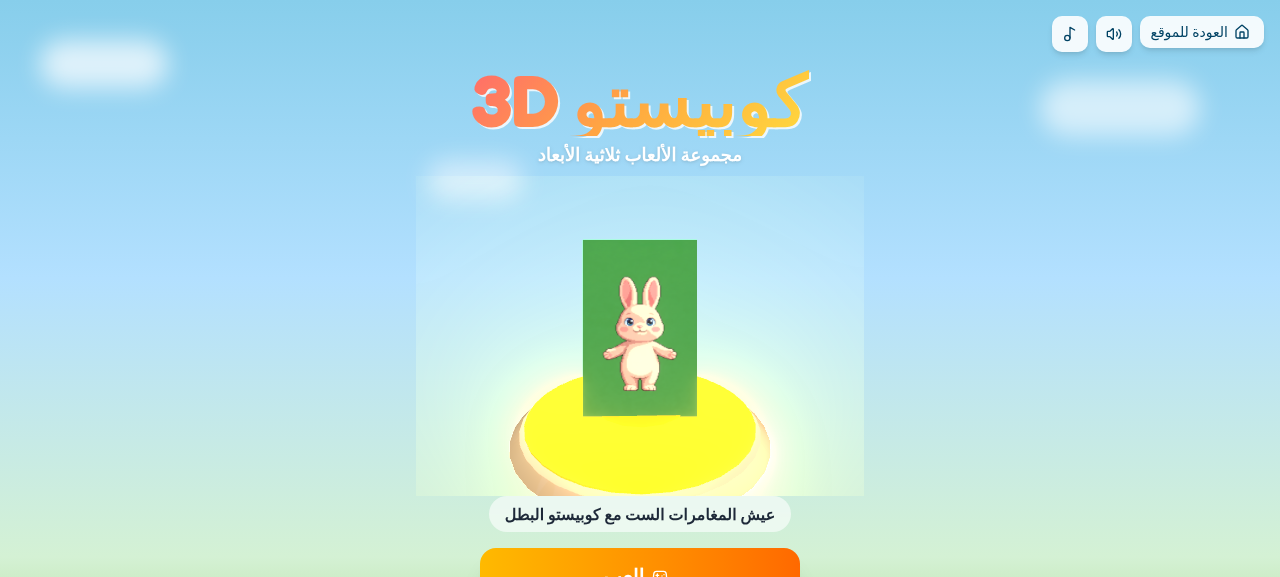 العودة للموقع
كوبيستو 3D
مجموعة الألعاب ثلاثية الأبعاد
عيش المغامرات الست مع كوبيستو البطل